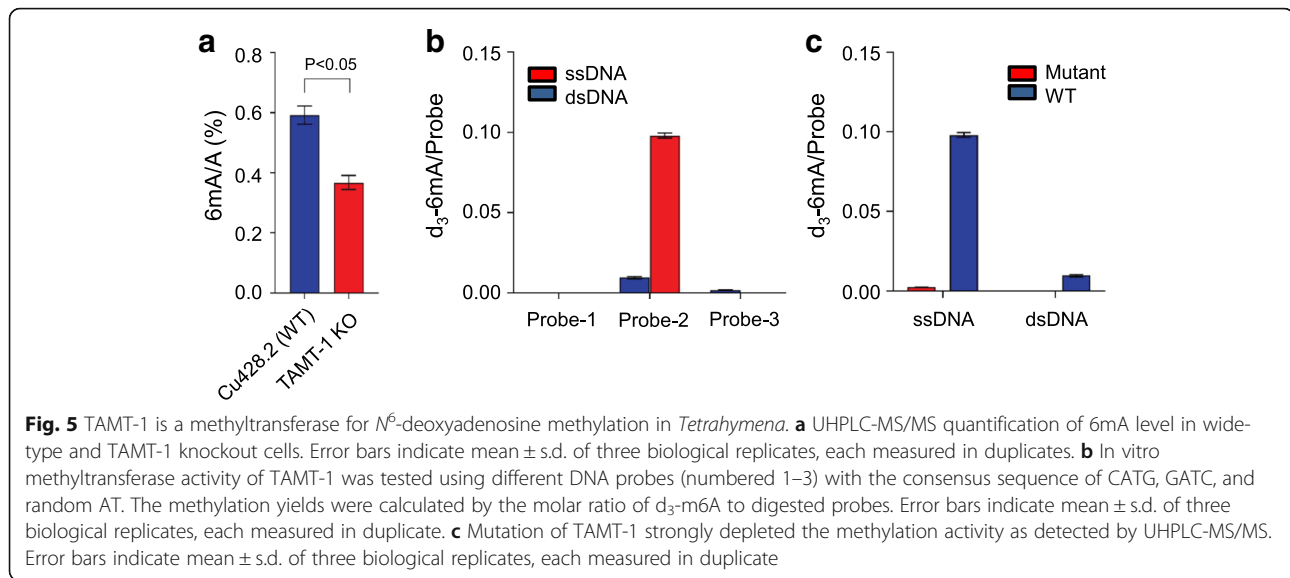 a
P<0.05
6mA/A (%)
0.8
0.6
0.4
0.2
0.0
Cu428.2 (WT)
TAMT-1 KO
b
ssDNA
dsDNA
d₃-6mA/Probe
0.15
0.10
0.05
0.00
Probe-1 Probe-2 Probe-3
c
Mutant
WT
d₃-6mA/Probe
0.15
0.10
0.05
0.00
ssDNA dsDNA
Fig. 5 TAMT-1 is a methyltransferase for N⁶-deoxyadenosine methylation in Tetrahymena. a UHPLC-MS/MS quantification of 6mA level in wide-
type and TAMT-1 knockout cells. Error bars indicate mean ± s.d. of three biological replicates, each measured in duplicates. b In vitro
methyltransferase activity of TAMT-1 was tested using different DNA probes (numbered 1–3) with the consensus sequence of CATG, GATC, and
random AT. The methylation yields were calculated by the molar ratio of d₃-m6A to digested probes. Error bars indicate mean ± s.d. of three
biological replicates, each measured in duplicate. c Mutation of TAMT-1 strongly depleted the methylation activity as detected by UHPLC-MS/MS.
Error bars indicate mean ± s.d. of three biological replicates, each measured in duplicate